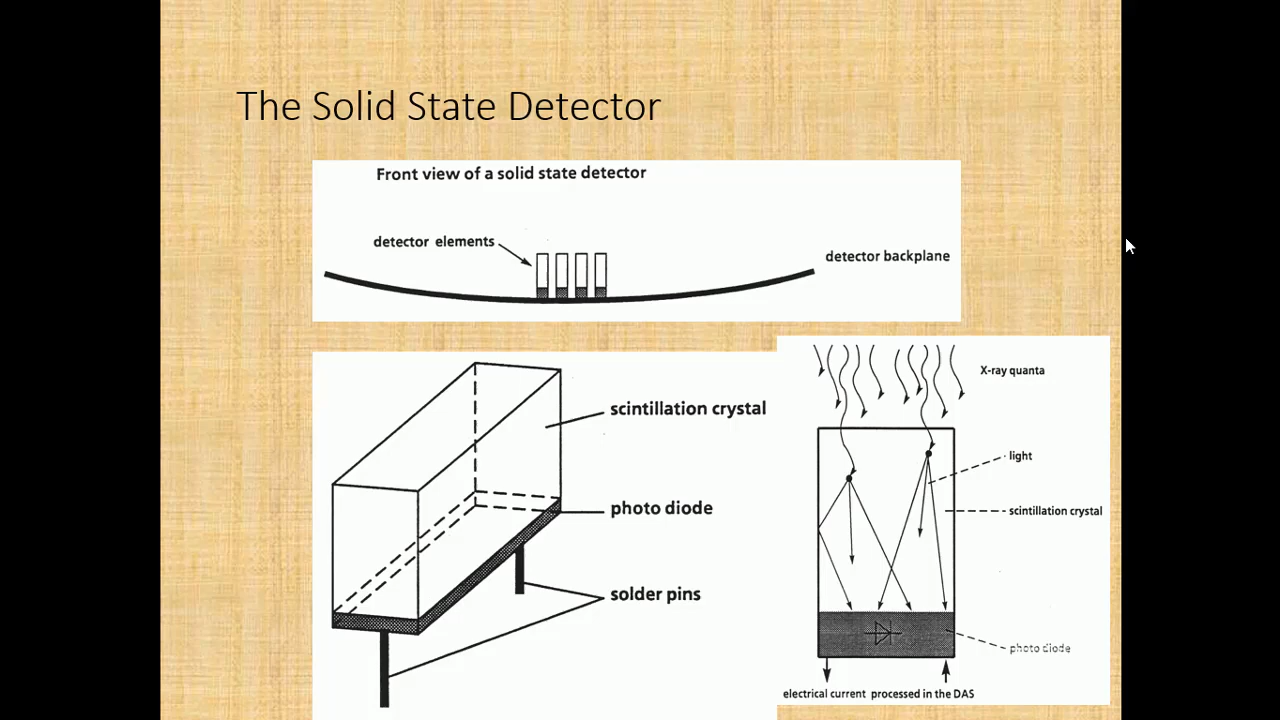 The Solid State Detector
Front view of a solid state detector
detector elements
detector backplane
scintillation crystal
photo diode
solder pins
X-ray quanta
light
scintillation crystal
photo diode
electrical current processed in the DAS